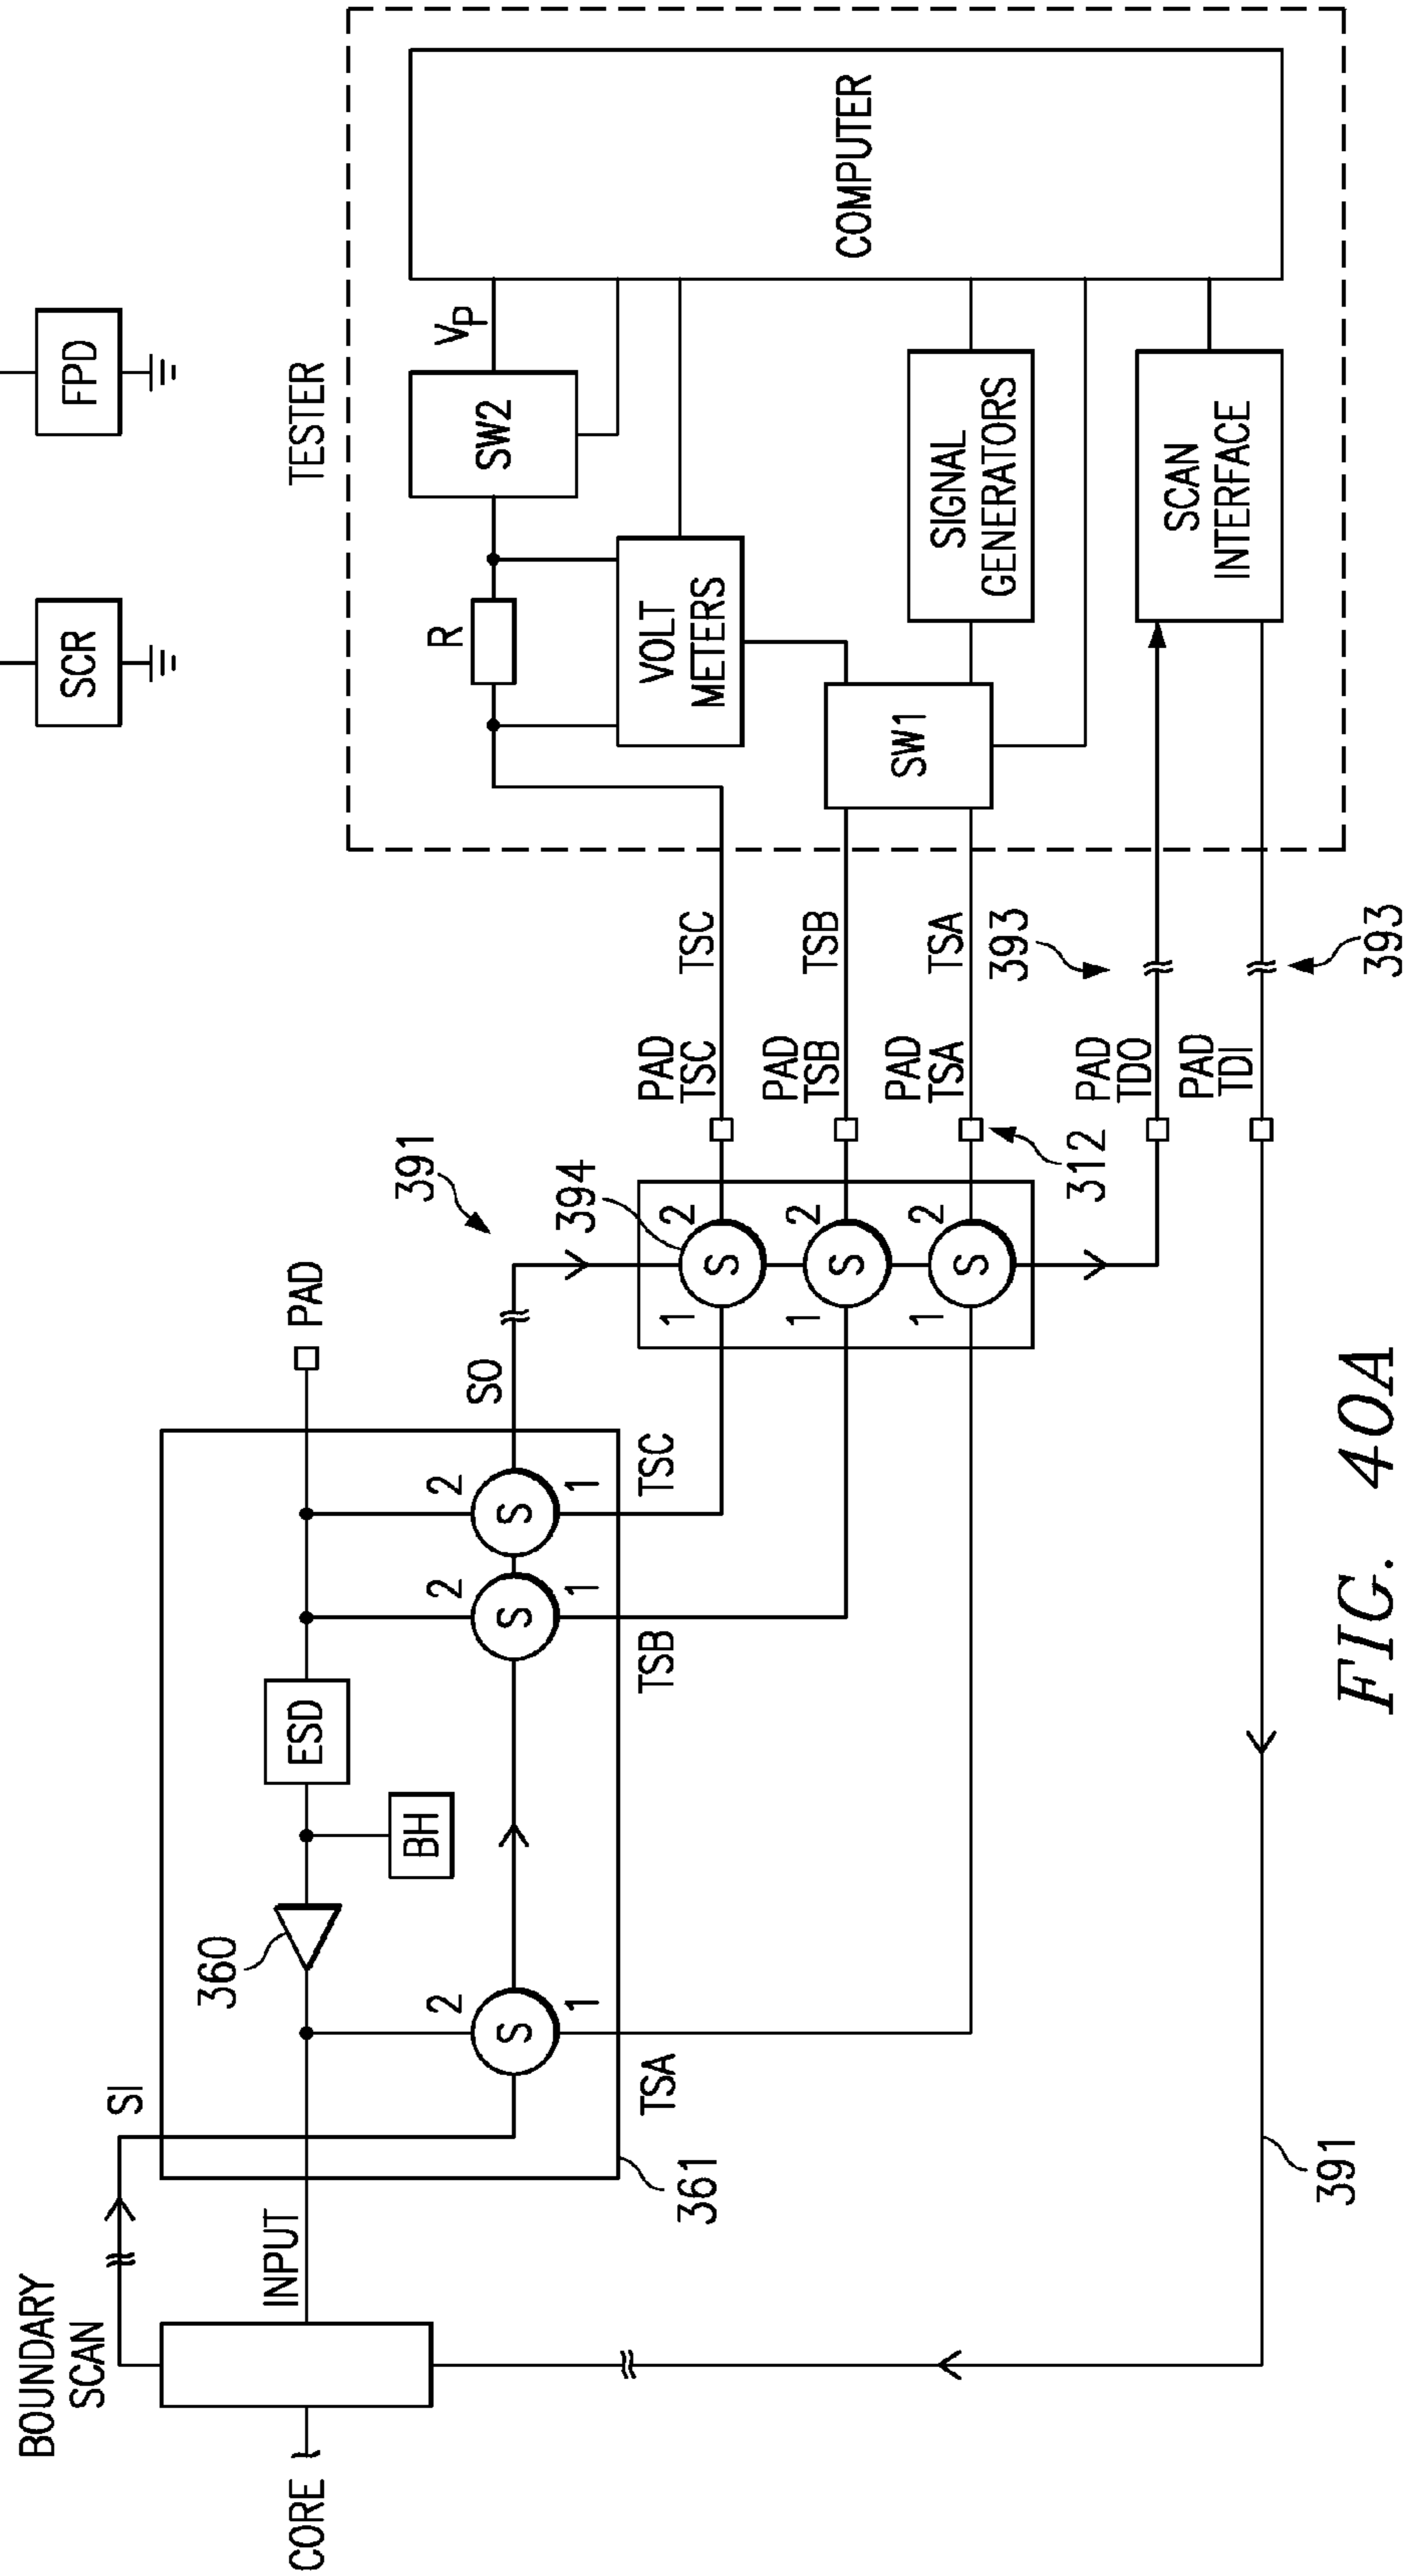 BOUNDARY
SCAN
SI
CORE
INPUT
360
BH
ESD
PAD
S
2
1
S
2
1
S
2
1
TSA
TSB
TSC
SO
361
391
394
S
1
2
S
1
2
S
1
2
PAD
TSC
PAD
TSB
PAD
TSA
312
PAD
TDO
PAD
TDI
TSC
TSB
TSA
393
393
391
SCR
FPD
TESTER
R
SW2
VP
VOLT
METERS
SW1
SIGNAL
GENERATORS
SCAN
INTERFACE
COMPUTER
FIG. 40A